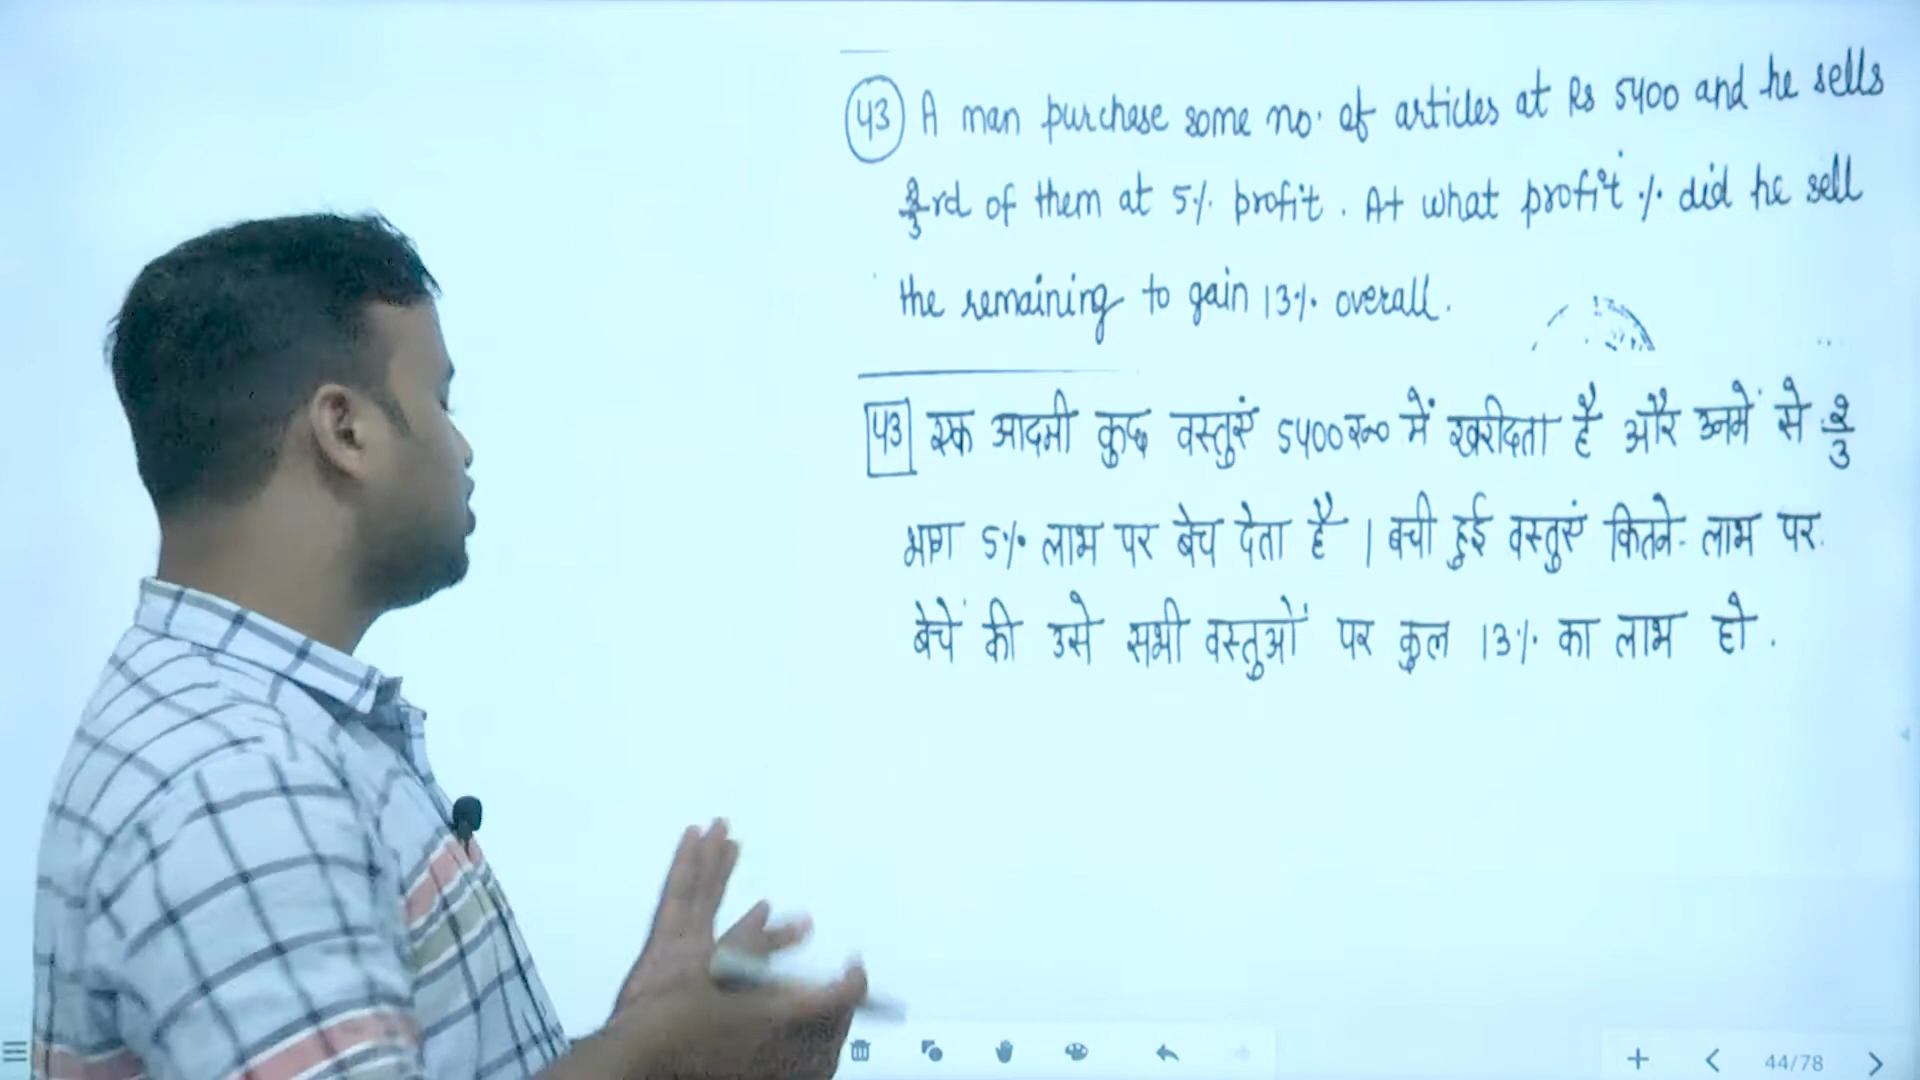 43 A man purchase some no. of articles at Rs 5400 and he sells
2/3rd of them at 5% profit. At what profit % did he sell
the remaining to gain 13% overall.
43 एक आदमी कुछ वस्तुएं 5400रू० में खरीदता है और उनमें से 2/3
भाग 5% लाभ पर बेच देता है । बची हुई वस्तुएं कितने लाभ पर
बेचें की उसे सभी वस्तुओं पर कुल 13% का लाभ हो .
44/78